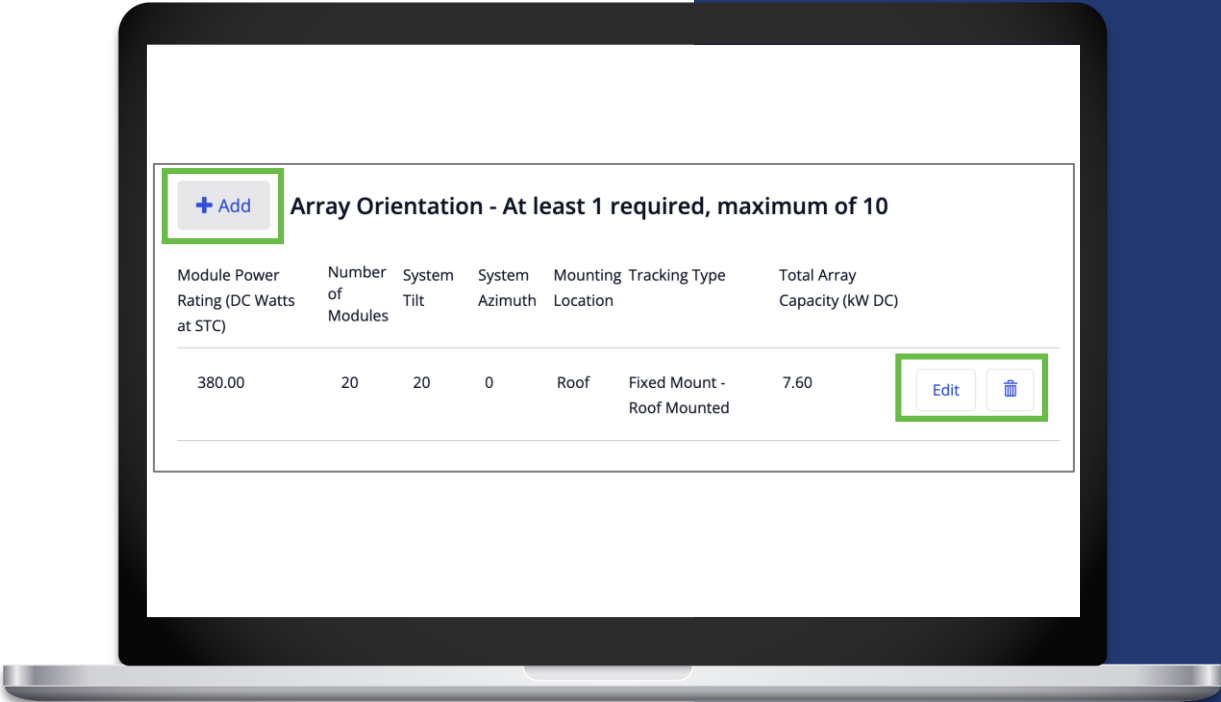 + Add
Array Orientation - At least 1 required, maximum of 10
Module Power
Rating (DC Watts
at STC)
Number
of
Modules
System
Tilt
System
Azimuth
Mounting
Location
Tracking Type
Total Array
Capacity (kW DC)
380.00
20
20
0
Roof
Fixed Mount -
Roof Mounted
7.60
Edit